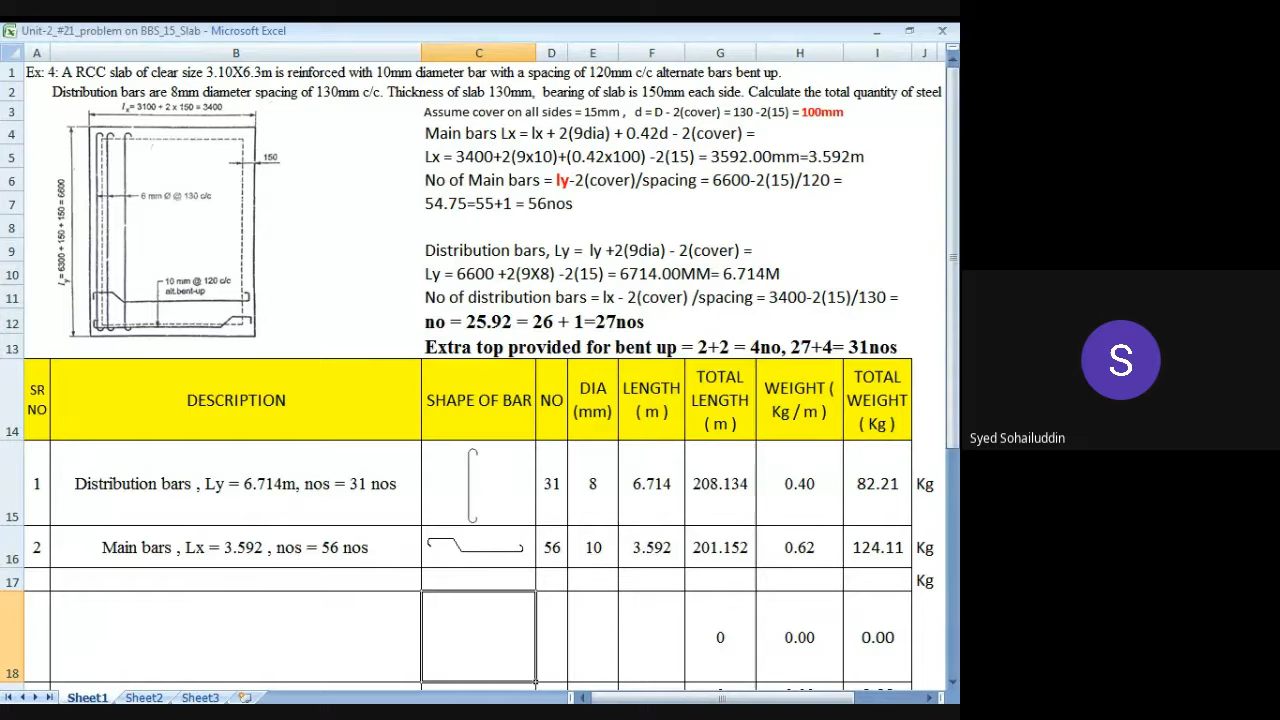 Unit-2_#21_problem on BBS_15_Slab - Microsoft Excel
A B C D E F G H I J
1 Ex: 4: A RCC slab of clear size 3.10X6.3m is reinforced with 10mm diameter bar with a spacing of 120mm c/c alternate bars bent up.
2 Distribution bars are 8mm diameter spacing of 130mm c/c. Thickness of slab 130mm, bearing of slab is 150mm each side. Calculate the total quantity of steel
lx= 3100 + 2 x 150 = 3400
3 Assume cover on all sides = 15mm , d = D - 2(cover) = 130 -2(15) = 100mm
4 Main bars Lx = lx + 2(9dia) + 0.42d - 2(cover) =
150
5 Lx = 3400+2(9x10)+(0.42x100) -2(15) = 3592.00mm=3.592m
6 No of Main bars = ly-2(cover)/spacing = 6600-2(15)/120 =
6 mm Ø @ 130 c/c
7 54.75=55+1 = 56nos
ly= 6300 + 150 + 150 = 6600
8
9 Distribution bars, Ly = ly +2(9dia) - 2(cover) =
10 Ly = 6600 +2(9X8) -2(15) = 6714.00MM= 6.714M
10 mm @ 120 c/c
alt.bent-up
11 No of distribution bars = lx - 2(cover) /spacing = 3400-2(15)/130 =
12 no = 25.92 = 26 + 1=27nos
13 Extra top provided for bent up = 2+2 = 4no, 27+4= 31nos
14 SR NO DESCRIPTION SHAPE OF BAR NO DIA (mm) LENGTH ( m ) TOTAL LENGTH ( m ) WEIGHT ( Kg / m ) TOTAL WEIGHT ( Kg )
15 1 Distribution bars , Ly = 6.714m, nos = 31 nos 31 8 6.714 208.134 0.40 82.21 Kg
16 2 Main bars , Lx = 3.592 , nos = 56 nos 56 10 3.592 201.152 0.62 124.11 Kg
17 Kg
18 0 0.00 0.00
Sheet1 Sheet2 Sheet3
S
Syed Sohailuddin